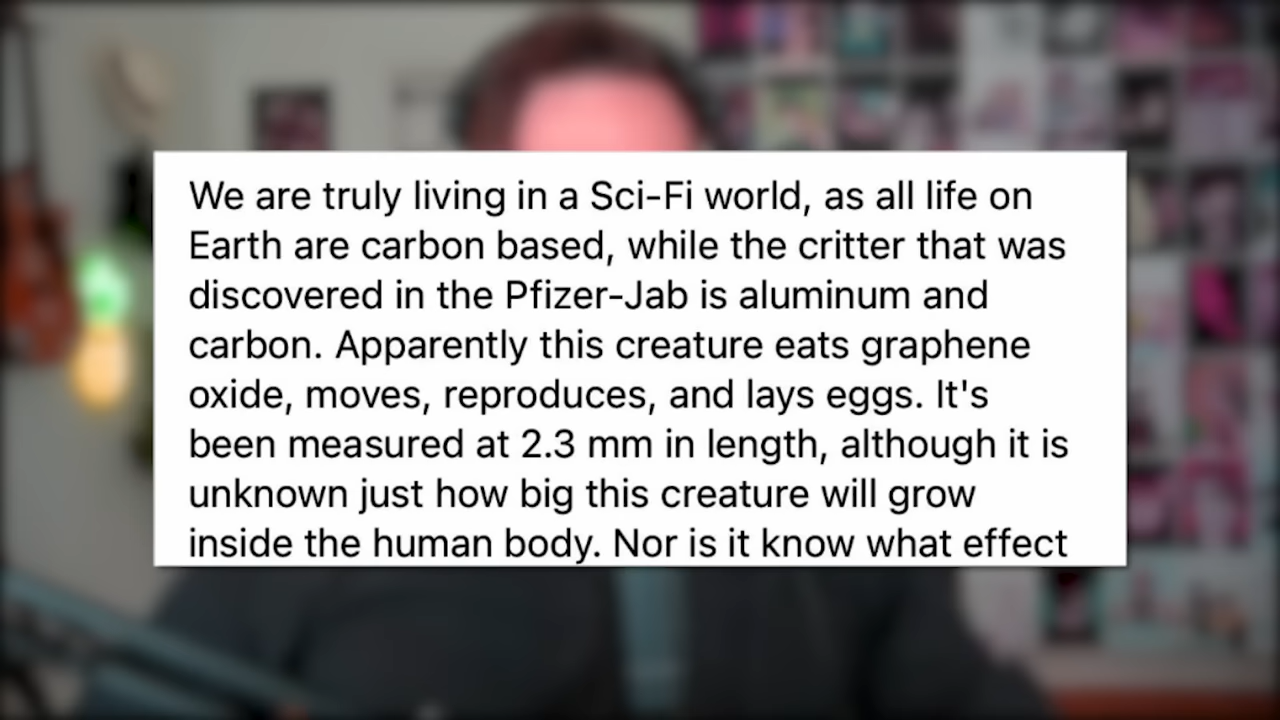 We are truly living in a Sci-Fi world, as all life on
Earth are carbon based, while the critter that was
discovered in the Pfizer-Jab is aluminum and
carbon. Apparently this creature eats graphene
oxide, moves, reproduces, and lays eggs. It's
been measured at 2.3 mm in length, although it is
unknown just how big this creature will grow
inside the human body. Nor is it know what effect